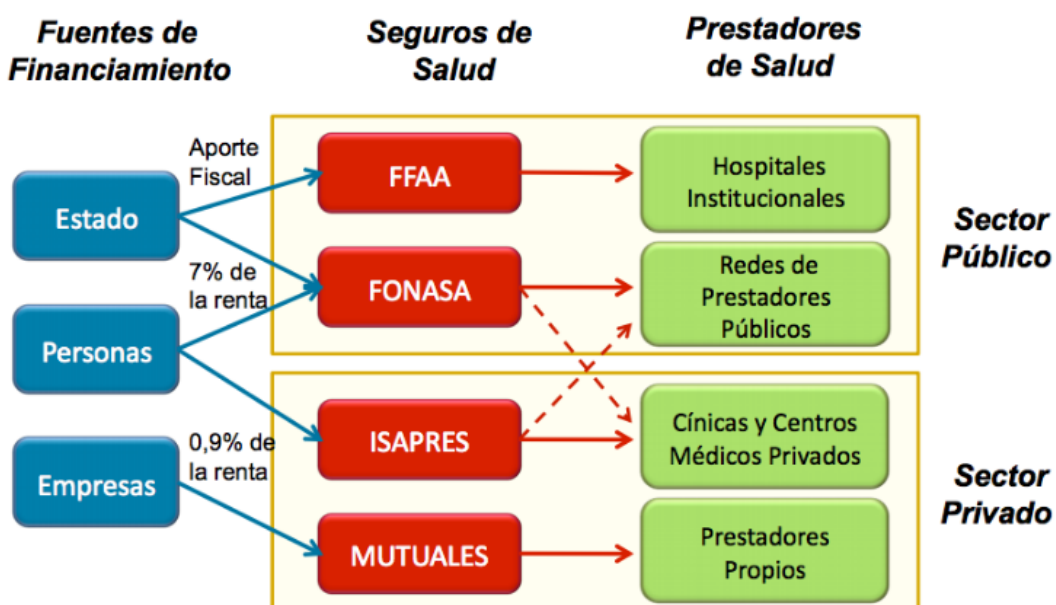 Fuentes de
Financiamiento
Seguros de
Salud
Prestadores
de Salud
Aporte
Fiscal
Estado
FFAA
Hospitales
Institucionales
7% de
la renta
FONASA
Redes de
Prestadores
Públicos
Sector
Público
Personas
ISAPRES
Cínicas y Centros
Médicos Privados
0,9% de
la renta
Empresas
MUTUALES
Prestadores
Propios
Sector
Privado